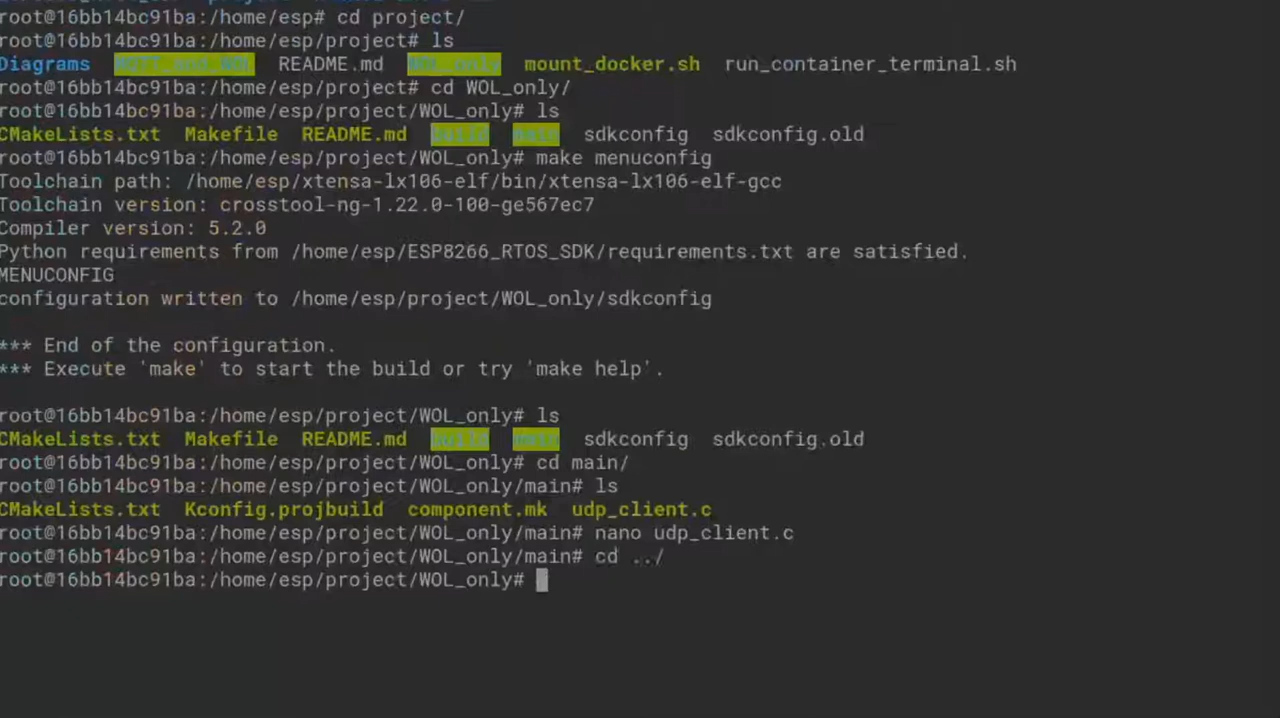 root@16bb14bc91ba:/home/esp# cd project/
root@16bb14bc91ba:/home/esp/project# ls
Diagrams README.md WOL_only mount_docker.sh run_container_terminal.sh
root@16bb14bc91ba:/home/esp/project# cd WOL_only/
root@16bb14bc91ba:/home/esp/project/WOL_only# ls
CMakeLists.txt Makefile README.md build main sdkconfig sdkconfig.old
root@16bb14bc91ba:/home/esp/project/WOL_only# make menuconfig
Toolchain path: /home/esp/xtensa-lx106-elf/bin/xtensa-lx106-elf-gcc
Toolchain version: crosstool-ng-1.22.0-100-ge567ec7
Compiler version: 5.2.0
Python requirements from /home/esp/ESP8266_RTOS_SDK/requirements.txt are satisfied.
MENUCONFIG
configuration written to /home/esp/project/WOL_only/sdkconfig
*** End of the configuration.
*** Execute 'make' to start the build or try 'make help'.
root@16bb14bc91ba:/home/esp/project/WOL_only# ls
CMakeLists.txt Makefile README.md build main sdkconfig sdkconfig.old
root@16bb14bc91ba:/home/esp/project/WOL_only# cd main/
root@16bb14bc91ba:/home/esp/project/WOL_only/main# ls
CMakeLists.txt Kconfig.projbuild component.mk udp_client.c
root@16bb14bc91ba:/home/esp/project/WOL_only/main# nano udp_client.c
root@16bb14bc91ba:/home/esp/project/WOL_only/main# cd ../
root@16bb14bc91ba:/home/esp/project/WOL_only#